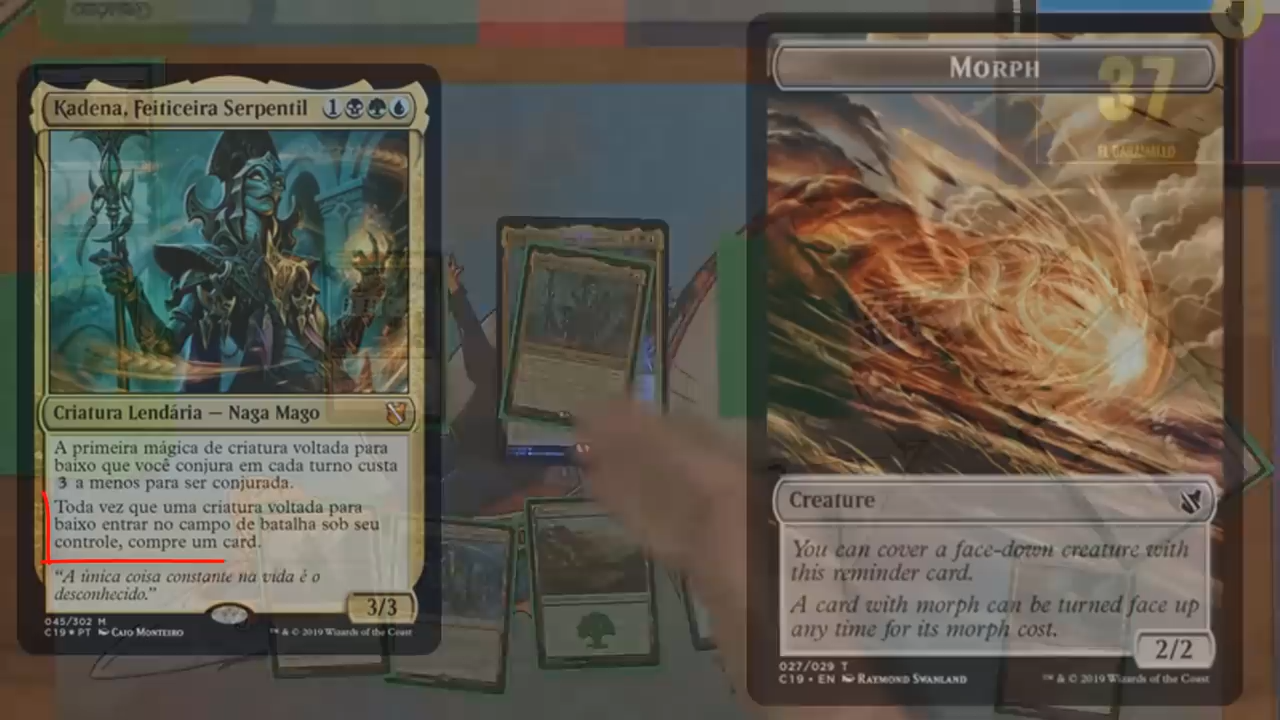 Kadena, Feiticeira Serpentil 1
Criatura Lendária — Naga Mago
A primeira mágica de criatura voltada para
baixo que você conjura em cada turno custa
3 a menos para ser conjurada.
Toda vez que uma criatura voltada para
baixo entrar no campo de batalha sob seu
controle, compre um card.
“A única coisa constante na vida é o
desconhecido.”
3/3
045/302 M
C19 • PT Caio Monteiro
™ & © 2019 Wizards of the Coast
Morph
37
Creature
You can cover a face-down creature with
this reminder card.
A card with morph can be turned face up
any time for its morph cost.
2/2
027/029 T
C19 • EN Raymond Swanland
™ & © 2019 Wizards of the Coast